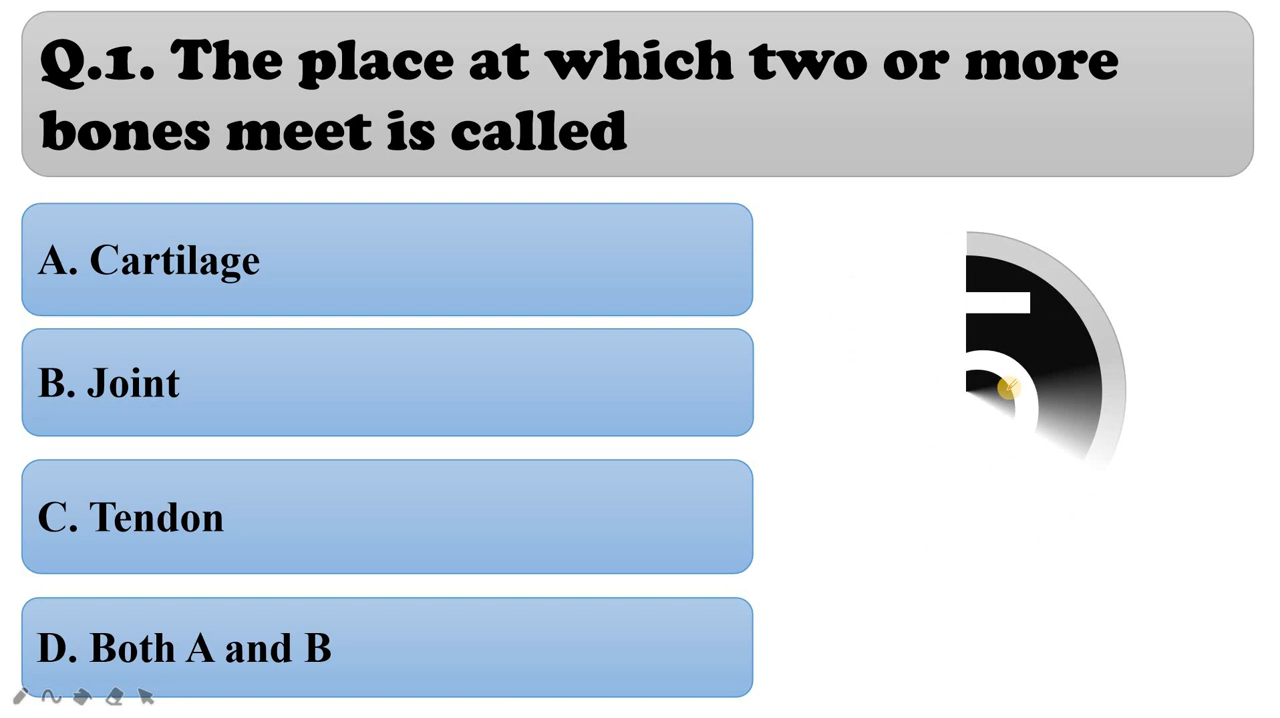 Q.1. The place at which two or more
bones meet is called
A. Cartilage
B. Joint
C. Tendon
D. Both A and B